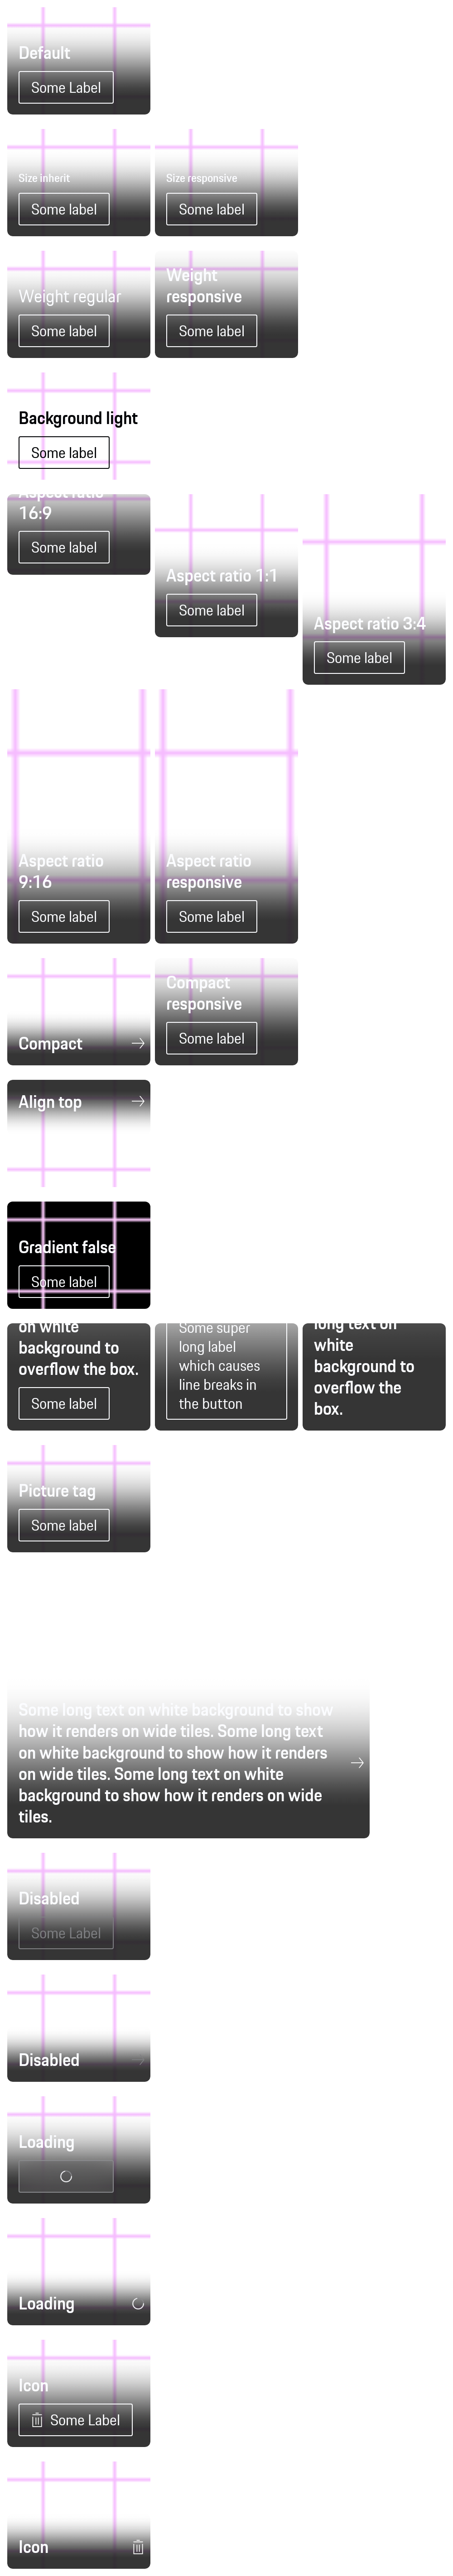 Default
Some Label
Size inherit
Size responsive
Some label
Some label
Weight regular
Weight
responsive
Some label
Some label
Background light
Some label
Aspect ratio
16:9
Some label
Aspect ratio 1:1
Some label
Aspect ratio 3:4
Some label
Aspect ratio
9:16
Some label
Aspect ratio
responsive
Some label
Compact
Compact
responsive
Some label
Align top
Gradient false
Some label
on white
background to
overflow the box.
Some label
Some super
long label
which causes
line breaks in
the button
long text on
white
background to
overflow the
box.
Picture tag
Some label
Some long text on white background to show
how it renders on wide tiles. Some long text
on white background to show how it renders
on wide tiles. Some long text on white
background to show how it renders on wide
tiles.
Disabled
Some Label
Disabled
Loading
Loading
Icon
Some Label
Icon